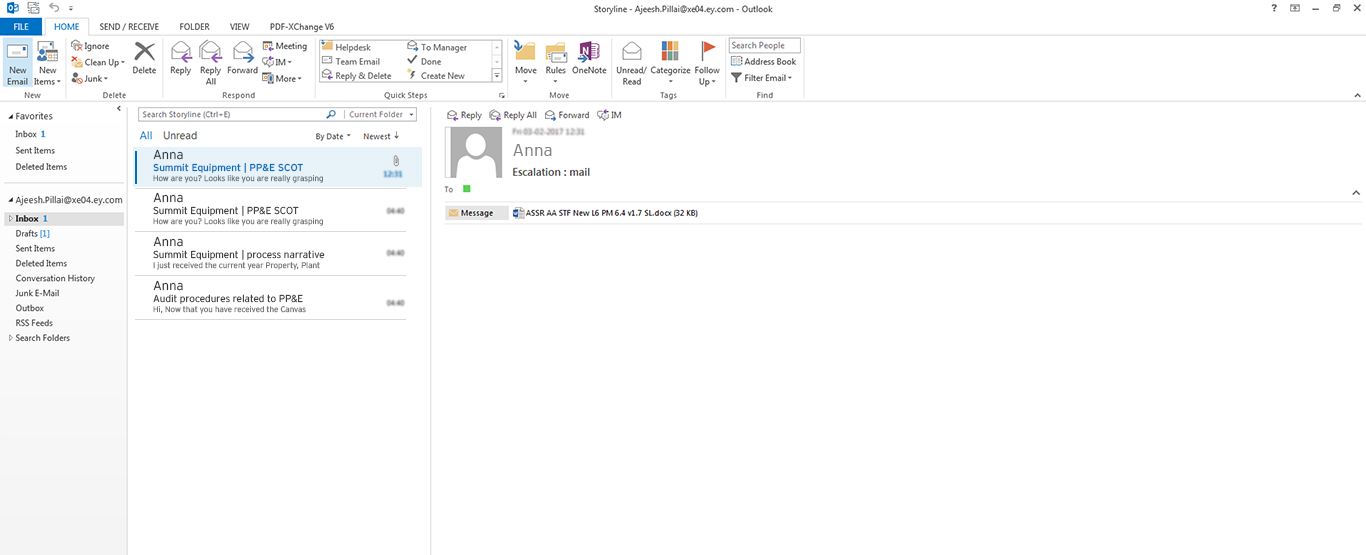 Storyline - Ajeesh.Pillai@xe04.ey.com - Outlook
FILE HOME SEND / RECEIVE FOLDER VIEW PDF-XChange V6
New Email
New Items
New
Ignore
Clean Up
Junk
Delete
Delete
Reply
Reply All
Forward
Meeting
IM
More
Respond
Helpdesk
Team Email
Reply & Delete
To Manager
Done
Create New
Quick Steps
Move
Rules
OneNote
Move
Unread/ Read
Categorize
Follow Up
Tags
Search People
Address Book
Filter Email
Find
Favorites
Inbox 1
Sent Items
Deleted Items
Ajeesh.Pillai@xe04.ey.com
Inbox 1
Drafts [1]
Sent Items
Deleted Items
Conversation History
Junk E-Mail
Outbox
RSS Feeds
Search Folders
Search Storyline (Ctrl+E) Current Folder
All Unread By Date Newest ↓
Anna
Summit Equipment | PP&E SCOT 12:31
How are you? Looks like you are really grasping
Anna
Summit Equipment | PP&E SCOT 04:40
How are you? Looks like you are really grasping
Anna
Summit Equipment | process narrative 04:40
I just received the current year Property, Plant
Anna
Audit procedures related to PP&E 04:40
Hi, Now that you have received the Canvas
Reply Reply All Forward IM
Fri 03-02-2017 12:31
Anna
Escalation : mail
To
Message ASSR AA STF New L6 PM 6.4 v1.7 SL.docx (32 KB)